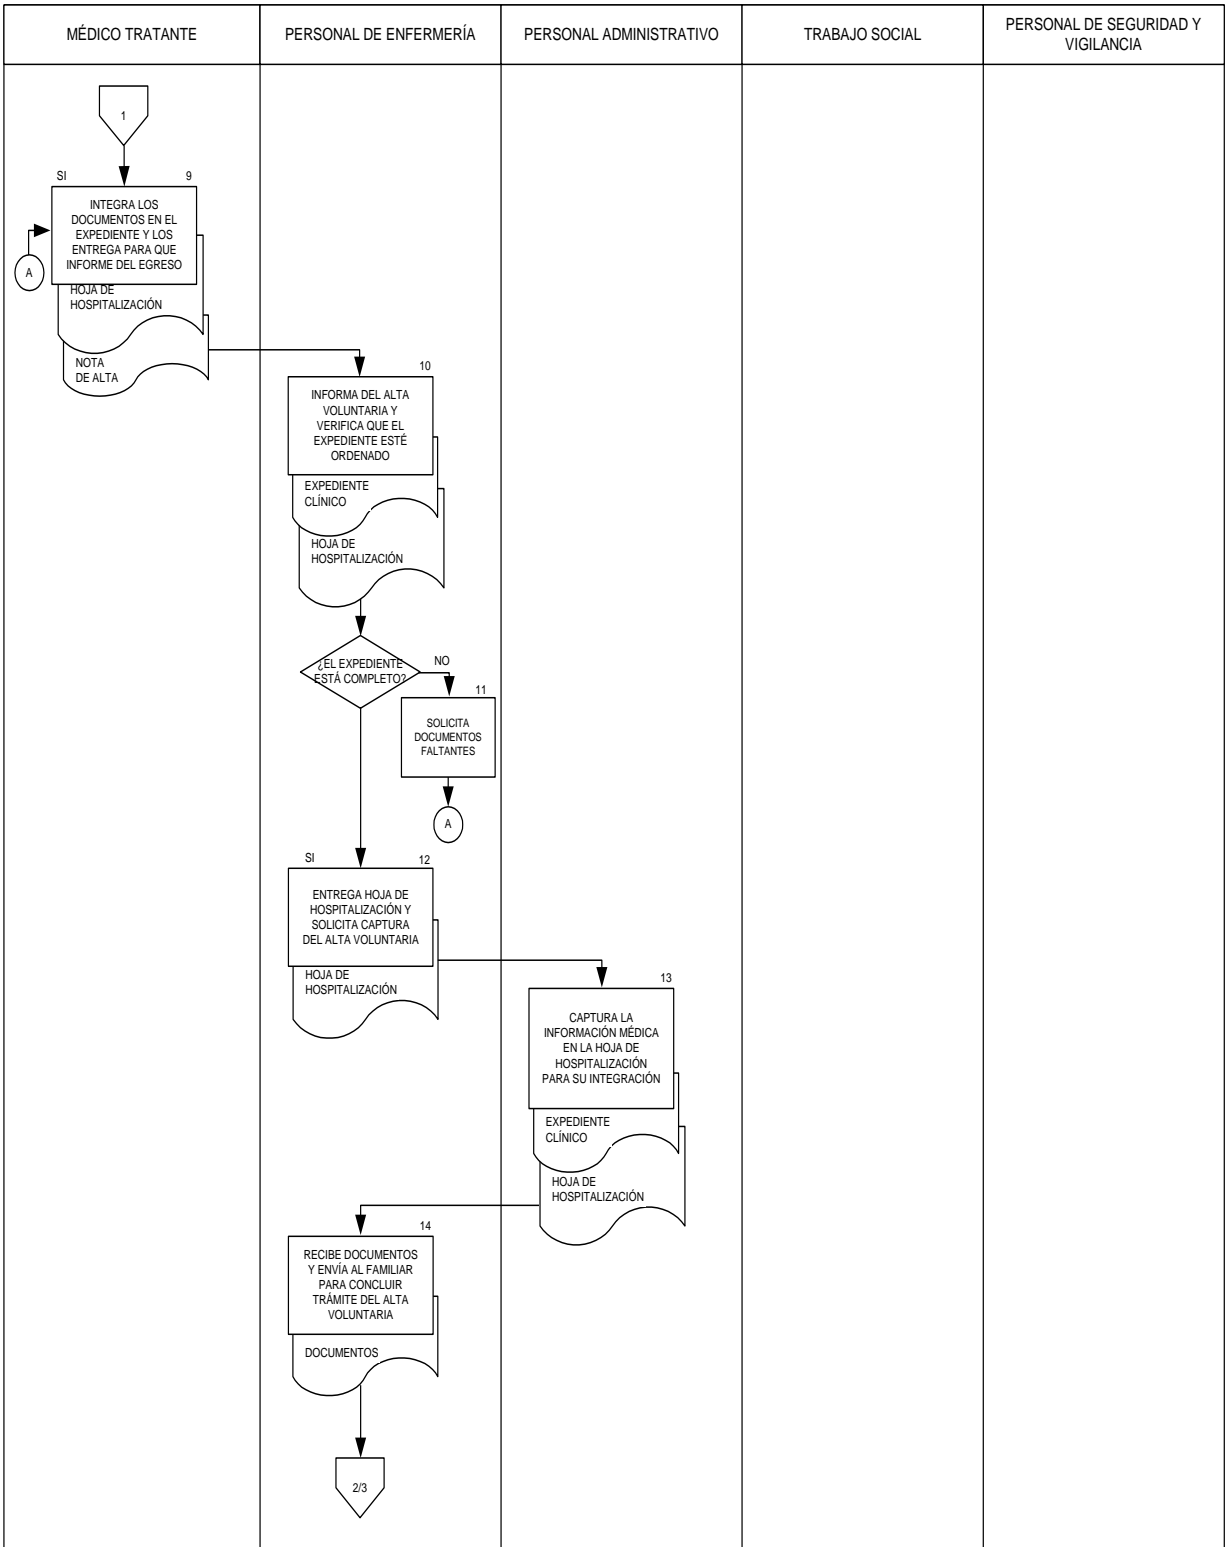 MÉDICO TRATANTE
PERSONAL DE ENFERMERÍA
PERSONAL ADMINISTRATIVO
TRABAJO SOCIAL
PERSONAL DE SEGURIDAD Y
VIGILANCIA
1
SI
9
INTEGRA LOS
DOCUMENTOS EN EL
EXPEDIENTE Y LOS
ENTREGA PARA QUE
INFORME DEL EGRESO
A
HOJA DE
HOSPITALIZACIÓN
NOTA
DE ALTA
10
INFORMA DEL ALTA
VOLUNTARIA Y
VERIFICA QUE EL
EXPEDIENTE ESTÉ
ORDENADO
EXPEDIENTE
CLÍNICO
HOJA DE
HOSPITALIZACIÓN
¿EL EXPEDIENTE
ESTÁ COMPLETO?
NO
11
SOLICITA
DOCUMENTOS
FALTANTES
A
SI
12
ENTREGA HOJA DE
HOSPITALIZACIÓN Y
SOLICITA CAPTURA
DEL ALTA VOLUNTARIA
HOJA DE
HOSPITALIZACIÓN
13
CAPTURA LA
INFORMACIÓN MÉDICA
EN LA HOJA DE
HOSPITALIZACIÓN
PARA SU INTEGRACIÓN
EXPEDIENTE
CLÍNICO
HOJA DE
HOSPITALIZACIÓN
14
RECIBE DOCUMENTOS
Y ENVÍA AL FAMILIAR
PARA CONCLUIR
TRÁMITE DEL ALTA
VOLUNTARIA
DOCUMENTOS
2/3